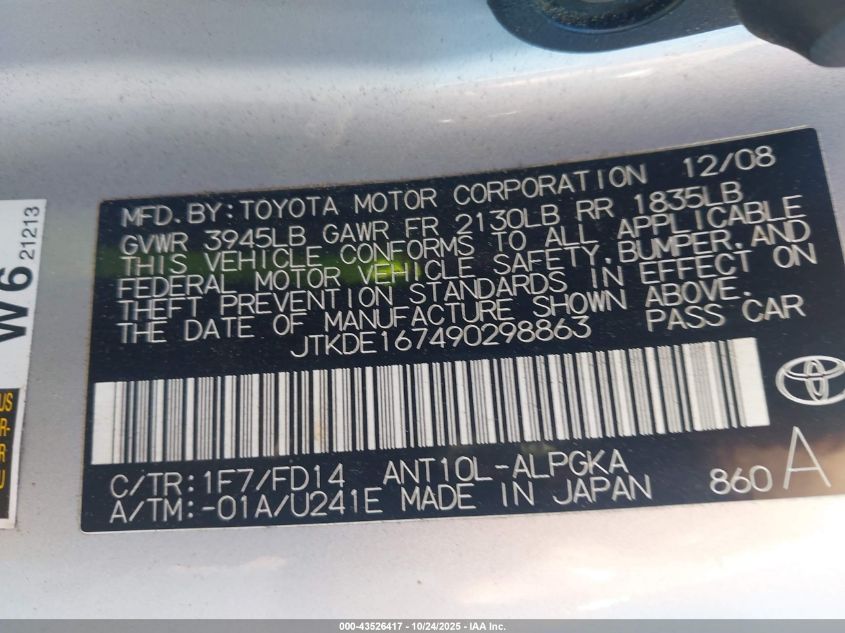 MFD. BY: TOYOTA MOTOR CORPORATION 12/08
GVWR 3945LB GAWR FR 2130LB RR 1835LB
THIS VEHICLE CONFORMS TO ALL APPLICABLE
FEDERAL MOTOR VEHICLE SAFETY, BUMPER, AND
THEFT PREVENTION STANDARDS IN EFFECT ON
THE DATE OF MANUFACTURE SHOWN ABOVE.
JTKDE167490298863 PASS CAR
C/TR: 1F7/FD14 ANT10L-ALPGKA
A/TM: -01A/U241E MADE IN JAPAN 860 A
W6
21213
000-43526417 - 10/24/2025 - IAA Inc.